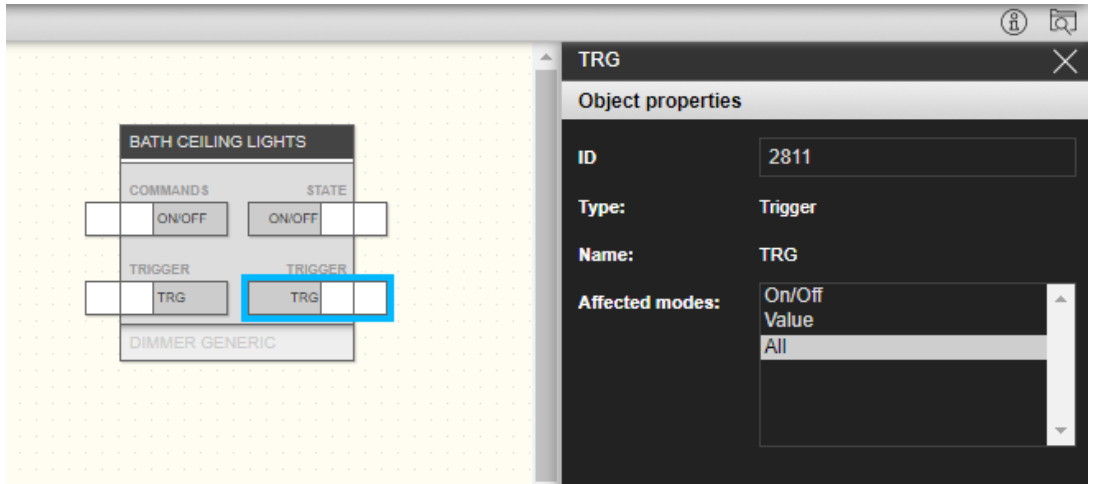 BATH CEILING LIGHTS
COMMANDS STATE
ON/OFF ON/OFF
TRIGGER TRIGGER
TRG TRG
DIMMER GENERIC
TRG
Object properties
ID 2811
Type: Trigger
Name: TRG
Affected modes: On/Off
Value
All